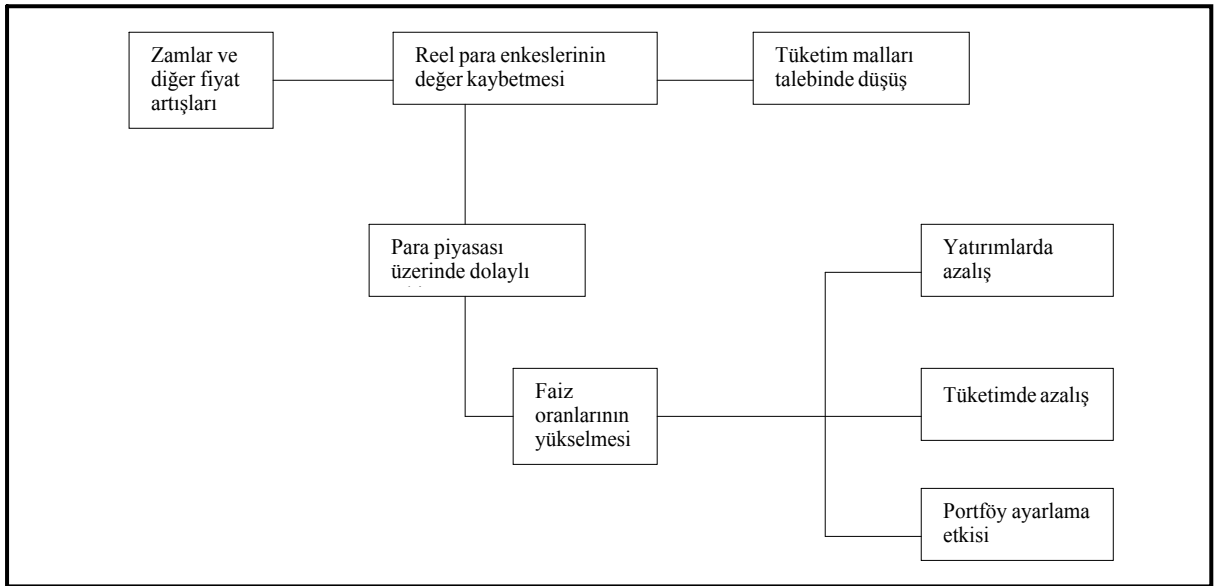 Zamlar ve
diğer fiyat
artışları
Reel para enkeslerinin
değer kaybetmesi
Tüketim malları
talebinde düşüş
Para piyasası
üzerinde dolaylı
Yatırımlarda
azalış
Faiz
oranlarının
yükselmesi
Tüketimde azalış
Portföy ayarlama
etkisi